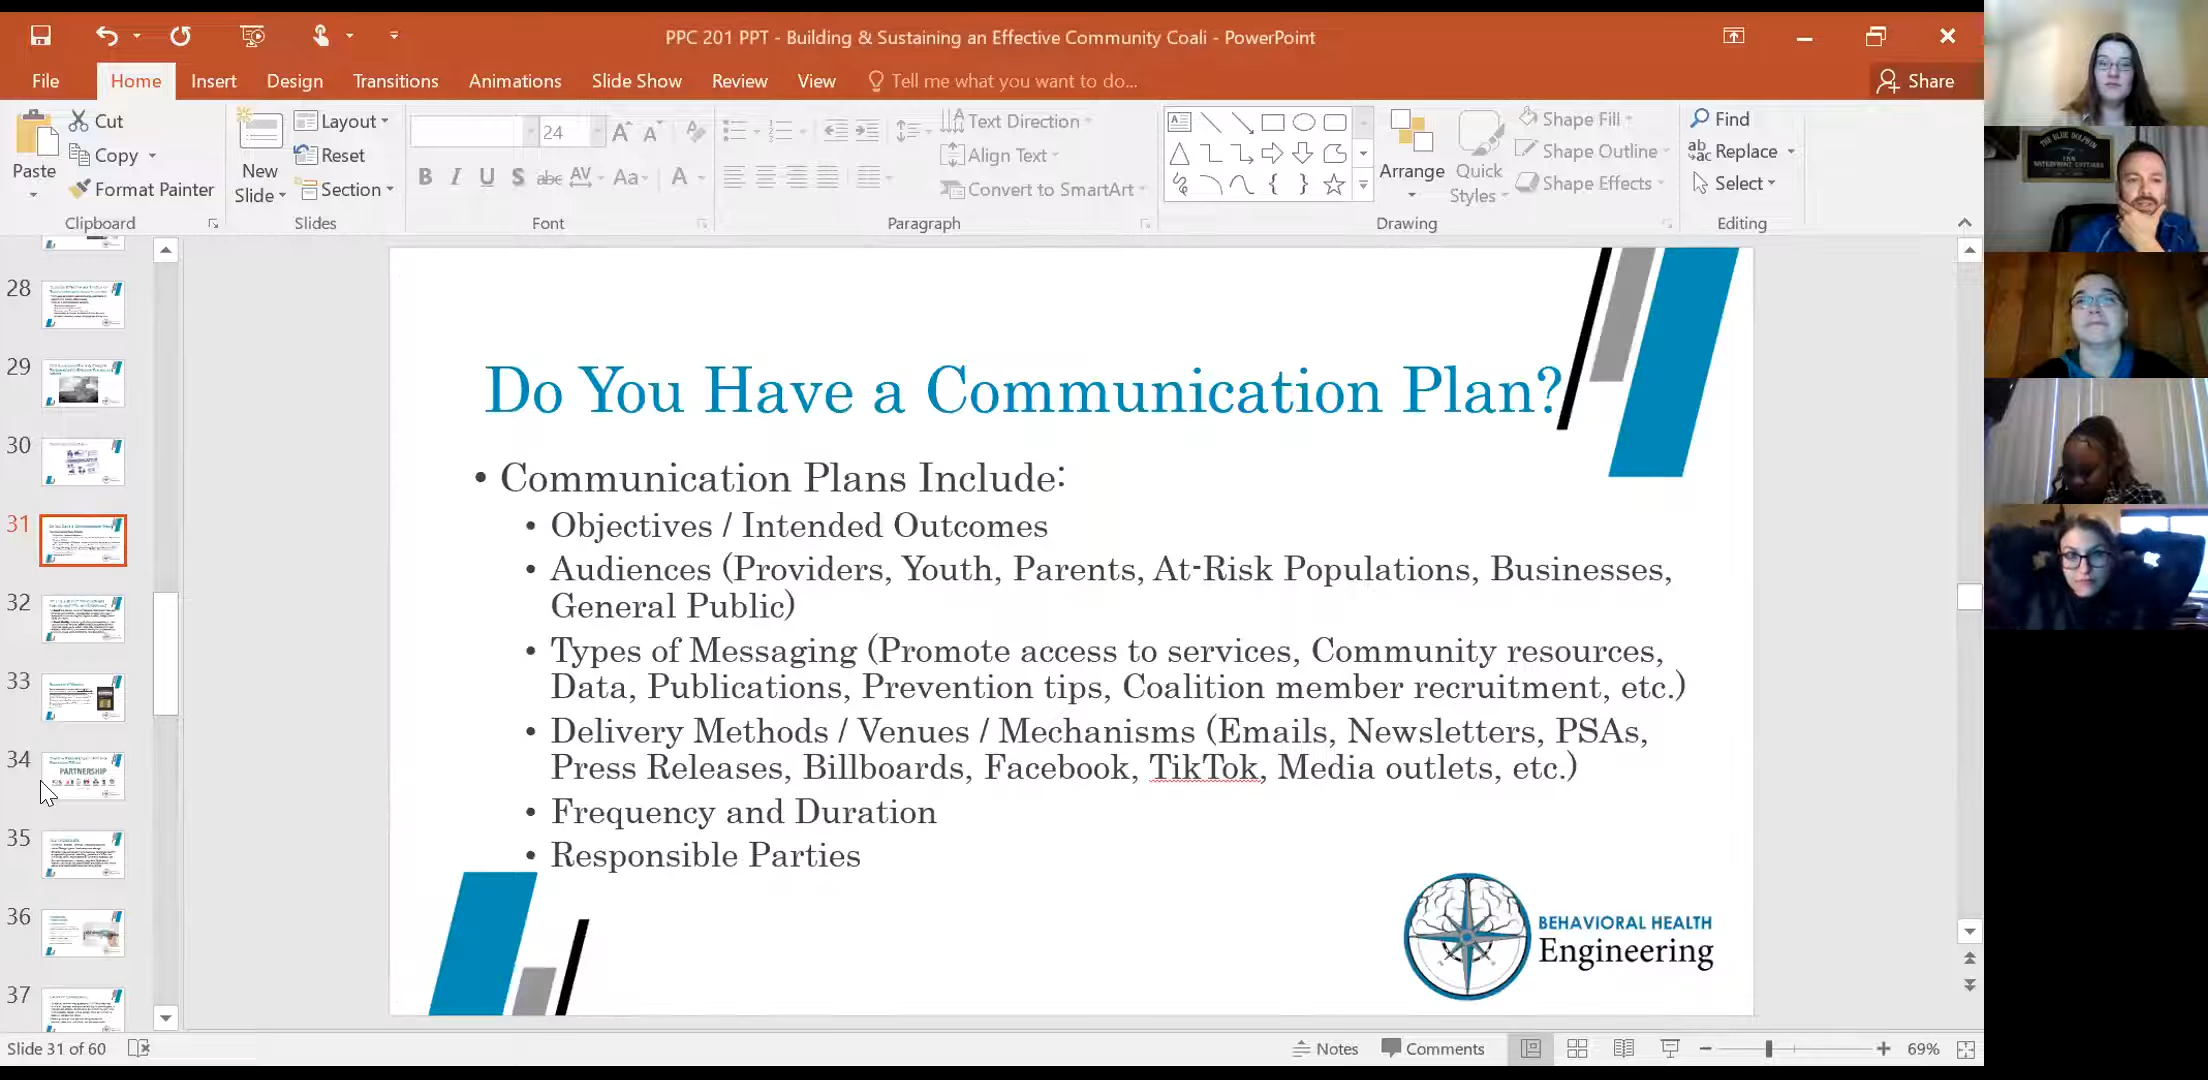 PPC 201 PPT - Building & Sustaining an Effective Community Coali - PowerPoint
File Home Insert Design Transitions Animations Slide Show Review View Tell me what you want to do... Share
Paste
Cut
Copy
Format Painter
Clipboard
New Slide
Layout
Reset
Section
Slides
24
B I U S abc AV Aa A
Font
Text Direction
Align Text
Convert to SmartArt
Paragraph
Arrange
Quick Styles
Shape Fill
Shape Outline
Shape Effects
Drawing
Find
Replace
Select
Editing
28
29
30
31
32
33
34
PARTNERSHIP
35
36
37
Do You Have a Communication Plan?
• Communication Plans Include:
• Objectives / Intended Outcomes
• Audiences (Providers, Youth, Parents, At-Risk Populations, Businesses,
General Public)
• Types of Messaging (Promote access to services, Community resources,
Data, Publications, Prevention tips, Coalition member recruitment, etc.)
• Delivery Methods / Venues / Mechanisms (Emails, Newsletters, PSAs,
Press Releases, Billboards, Facebook, TikTok, Media outlets, etc.)
• Frequency and Duration
• Responsible Parties
BEHAVIORAL HEALTH
Engineering
THE BLUE DOLPHIN
INN
WATERFRONT COTTAGES
Slide 31 of 60
Notes Comments 69%